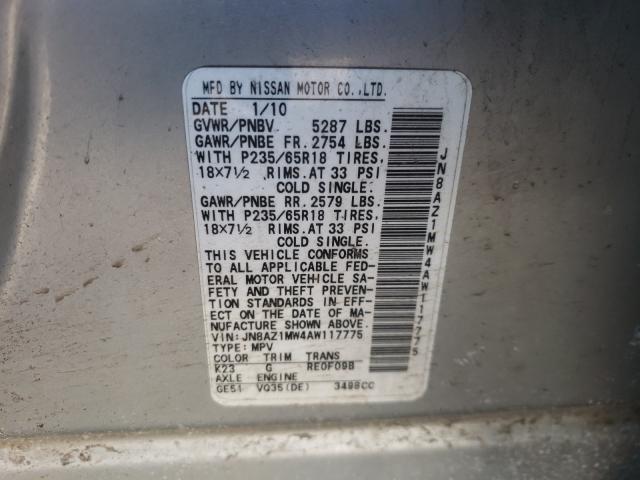 MFD BY NISSAN MOTOR CO.,LTD.
DATE 1/10
GVWR/PNBV 5287 LBS.
GAWR/PNBE FR. 2754 LBS.
WITH P235/65R18 TIRES,
18×7½ RIMS. AT 33 PSI
COLD SINGLE.
GAWR/PNBE RR. 2579 LBS.
WITH P235/65R18 TIRES,
18×7½ RIMS. AT 33 PSI
COLD SINGLE.
THIS VEHICLE CONFORMS
TO ALL APPLICABLE FED-
ERAL MOTOR VEHICLE SA-
FETY AND THEFT PREVEN-
TION STANDARDS IN EFF-
ECT ON THE DATE OF MA-
NUFACTURE SHOWN ABOVE.
VIN: JN8AZ1MW4AW117775
TYPE: MPV
COLOR TRIM TRANS
K23 G RE0F09B
AXLE ENGINE
GE51 VQ35(DE) 3498CC
JN8AZ1MW4AW117775